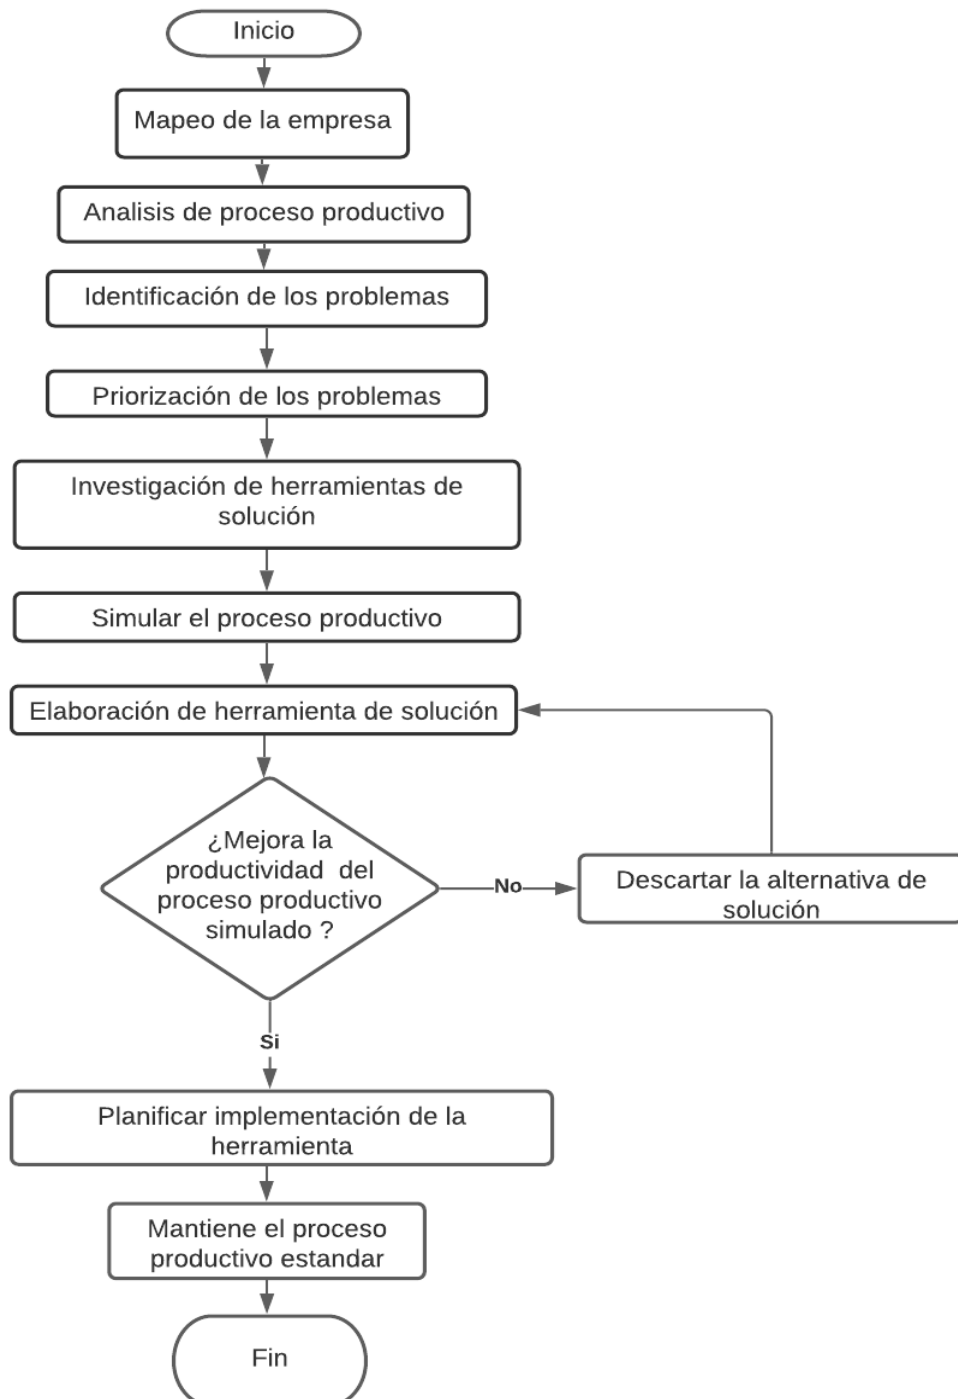 Inicio
Mapeo de la empresa
Analisis de proceso productivo
Identificación de los problemas
Priorización de los problemas
Investigación de herramientas de
solución
Simular el proceso productivo
Elaboración de herramienta de solución
¿Mejora la
productividad  del
proceso productivo
simulado ?
No
Descartar la alternativa de
solución
Si
Planificar implementación de la
herramienta
Mantiene el proceso
productivo estandar
Fin